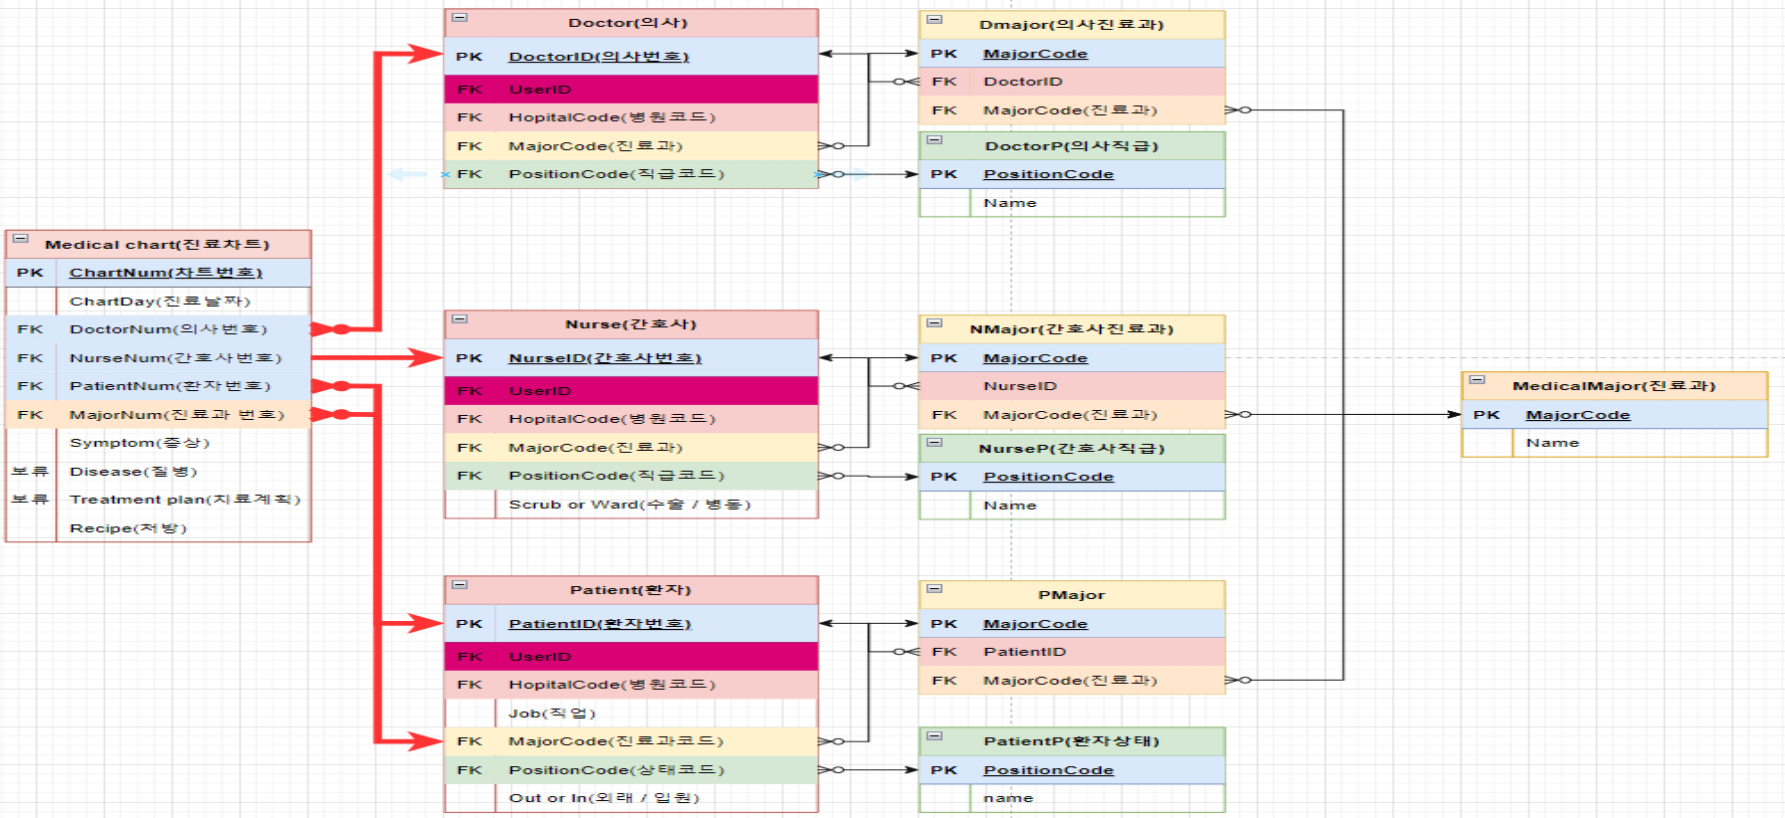 Doctor(의사)
PK DoctorID(의사번호)
FK UserID
FK HopitalCode(병원코드)
FK MajorCode(진료과)
FK PositionCode(직급코드)
Dmajor(의사진료과)
PK MajorCode
FK DoctorID
FK MajorCode(진료과)
DoctorP(의사직급)
PK PositionCode
Name
Medical chart(진료차트)
PK ChartNum(차트번호)
ChartDay(진료날짜)
FK DoctorNum(의사번호)
FK NurseNum(간호사번호)
FK PatientNum(환자번호)
FK MajorNum(진료과 번호)
Symptom(증상)
보류 Disease(질병)
보류 Treatment plan(치료계획)
Recipe(처방)
Nurse(간호사)
PK NurseID(간호사번호)
FK UserID
FK HopitalCode(병원코드)
FK MajorCode(진료과)
FK PositionCode(직급코드)
Scrub or Ward(수술 / 병동)
NMajor(간호사진료과)
PK MajorCode
NurseID
FK MajorCode(진료과)
NurseP(간호사직급)
PK PositionCode
Name
MedicalMajor(진료과)
PK MajorCode
Name
Patient(환자)
PK PatientID(환자번호)
FK UserID
FK HopitalCode(병원코드)
Job(직업)
FK MajorCode(진료과코드)
FK PositionCode(상태코드)
Out or In(외래 / 입원)
PMajor
PK MajorCode
FK PatientID
FK MajorCode(진료과)
PatientP(환자상태)
PK PositionCode
name